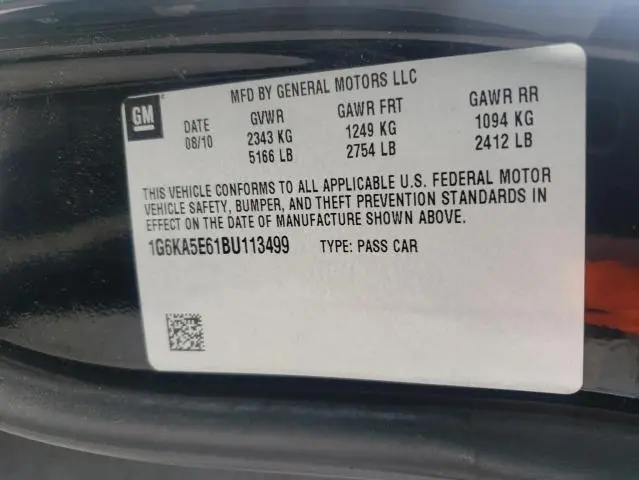 MFD BY GENERAL MOTORS LLC
GM
DATE GVWR GAWR FRT GAWR RR
08/10 2343 KG 1249 KG 1094 KG
5166 LB 2754 LB 2412 LB
THIS VEHICLE CONFORMS TO ALL APPLICABLE U.S. FEDERAL MOTOR
VEHICLE SAFETY, BUMPER, AND THEFT PREVENTION STANDARDS IN
EFFECT ON THE DATE OF MANUFACTURE SHOWN ABOVE.
1G6KA5E61BU113499 TYPE: PASS CAR